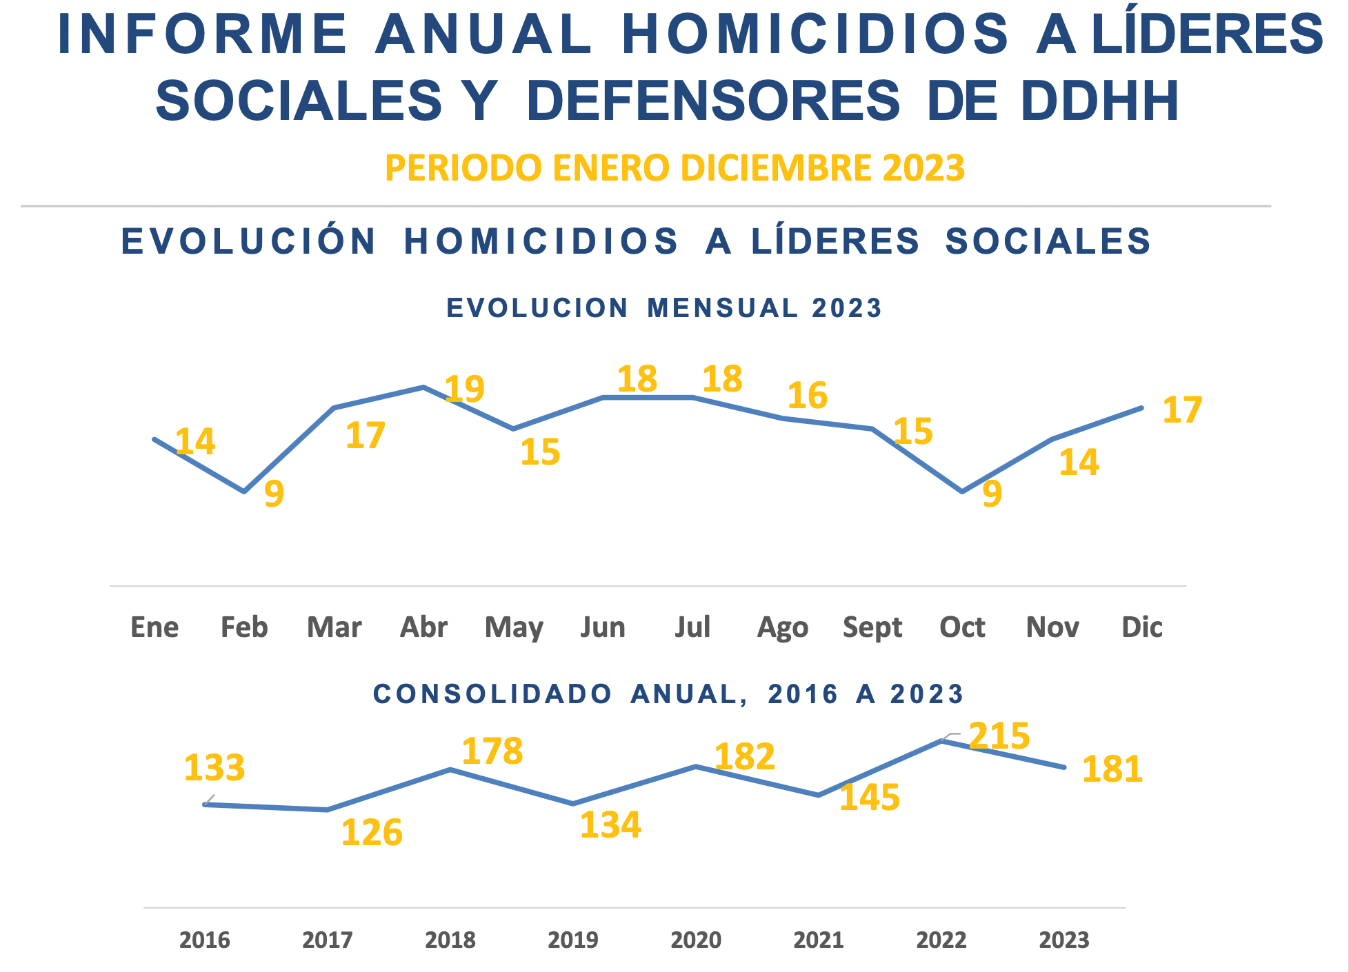 INFORME ANUAL HOMICIDIOS A LÍDERES
SOCIALES Y DEFENSORES DE DDHH
PERIODO ENERO DICIEMBRE 2023
EVOLUCIÓN HOMICIDIOS A LÍDERES SOCIALES
EVOLUCION MENSUAL 2023
14 9 17 19 15 18 18 16 15 9 14 17
Ene Feb Mar Abr May Jun Jul Ago Sept Oct Nov Dic
CONSOLIDADO ANUAL, 2016 A 2023
133 126 178 134 182 145 215 181
2016 2017 2018 2019 2020 2021 2022 2023